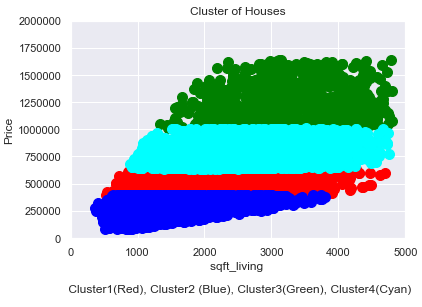 Cluster of Houses
2000000
1750000
1500000
1250000
1000000
750000
500000
250000
0
Price
0 1000 2000 3000 4000 5000
sqft_living
Cluster1(Red), Cluster2 (Blue), Cluster3(Green), Cluster4(Cyan)